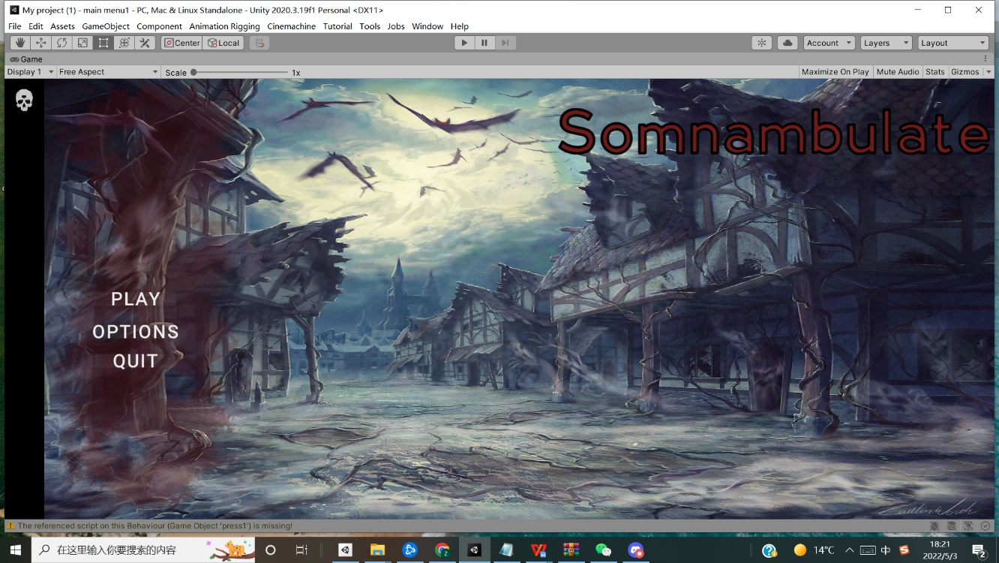 My project (1) - main menu1 - PC, Mac & Linux Standalone - Unity 2020.3.19f1 Personal <DX11>
File Edit Assets GameObject Component Animation Rigging Cinemachine Tutorial Tools Jobs Window Help
Center Local Account Layers Layout
Game
Display 1 Free Aspect Scale 1x Maximize On Play Mute Audio Stats Gizmos
Somnambulate
PLAY
OPTIONS
QUIT
The referenced script on this Behaviour (Game Object 'press1') is missing!
在这里输入你要搜索的内容
14°C 中 18:21
2022/5/3
2